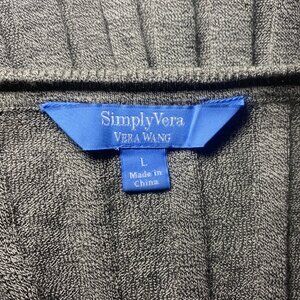 SimplyVera
VERA WANG
L
Made in
China